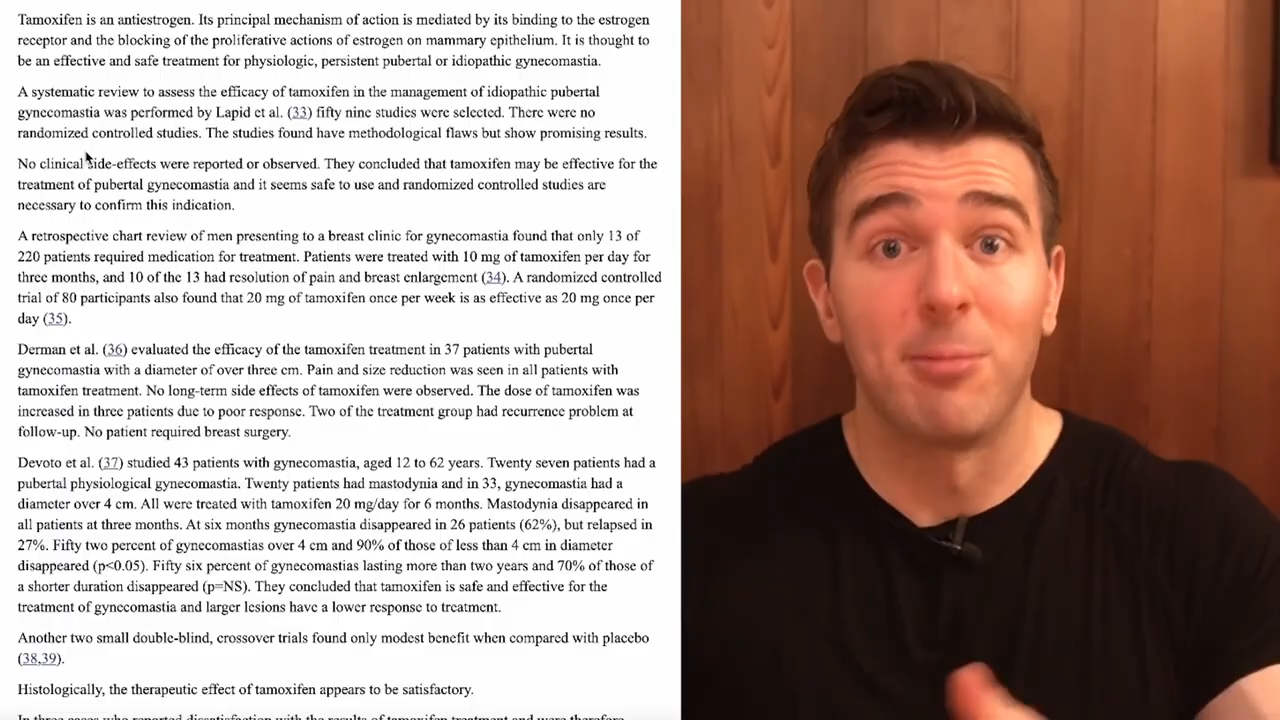 Tamoxifen is an antiestrogen. Its principal mechanism of action is mediated by its binding to the estrogen
receptor and the blocking of the proliferative actions of estrogen on mammary epithelium. It is thought to
be an effective and safe treatment for physiologic, persistent pubertal or idiopathic gynecomastia.
A systematic review to assess the efficacy of tamoxifen in the management of idiopathic pubertal
gynecomastia was performed by Lapid et al. (33) fifty nine studies were selected. There were no
randomized controlled studies. The studies found have methodological flaws but show promising results.
No clinical side-effects were reported or observed. They concluded that tamoxifen may be effective for the
treatment of pubertal gynecomastia and it seems safe to use and randomized controlled studies are
necessary to confirm this indication.
A retrospective chart review of men presenting to a breast clinic for gynecomastia found that only 13 of
220 patients required medication for treatment. Patients were treated with 10 mg of tamoxifen per day for
three months, and 10 of the 13 had resolution of pain and breast enlargement (34). A randomized controlled
trial of 80 participants also found that 20 mg of tamoxifen once per week is as effective as 20 mg once per
day (35).
Derman et al. (36) evaluated the efficacy of the tamoxifen treatment in 37 patients with pubertal
gynecomastia with a diameter of over three cm. Pain and size reduction was seen in all patients with
tamoxifen treatment. No long-term side effects of tamoxifen were observed. The dose of tamoxifen was
increased in three patients due to poor response. Two of the treatment group had recurrence problem at
follow-up. No patient required breast surgery.
Devoto et al. (37) studied 43 patients with gynecomastia, aged 12 to 62 years. Twenty seven patients had a
pubertal physiological gynecomastia. Twenty patients had mastodynia and in 33, gynecomastia had a
diameter over 4 cm. All were treated with tamoxifen 20 mg/day for 6 months. Mastodynia disappeared in
all patients at three months. At six months gynecomastia disappeared in 26 patients (62%), but relapsed in
27%. Fifty two percent of gynecomastias over 4 cm and 90% of those of less than 4 cm in diameter
disappeared (p<0.05). Fifty six percent of gynecomastias lasting more than two years and 70% of those of
a shorter duration disappeared (p=NS). They concluded that tamoxifen is safe and effective for the
treatment of gynecomastia and larger lesions have a lower response to treatment.
Another two small double-blind, crossover trials found only modest benefit when compared with placebo
(38,39).
Histologically, the therapeutic effect of tamoxifen appears to be satisfactory.
In three cases who reported dissatisfaction with the results of tamoxifen treatment and were therefore